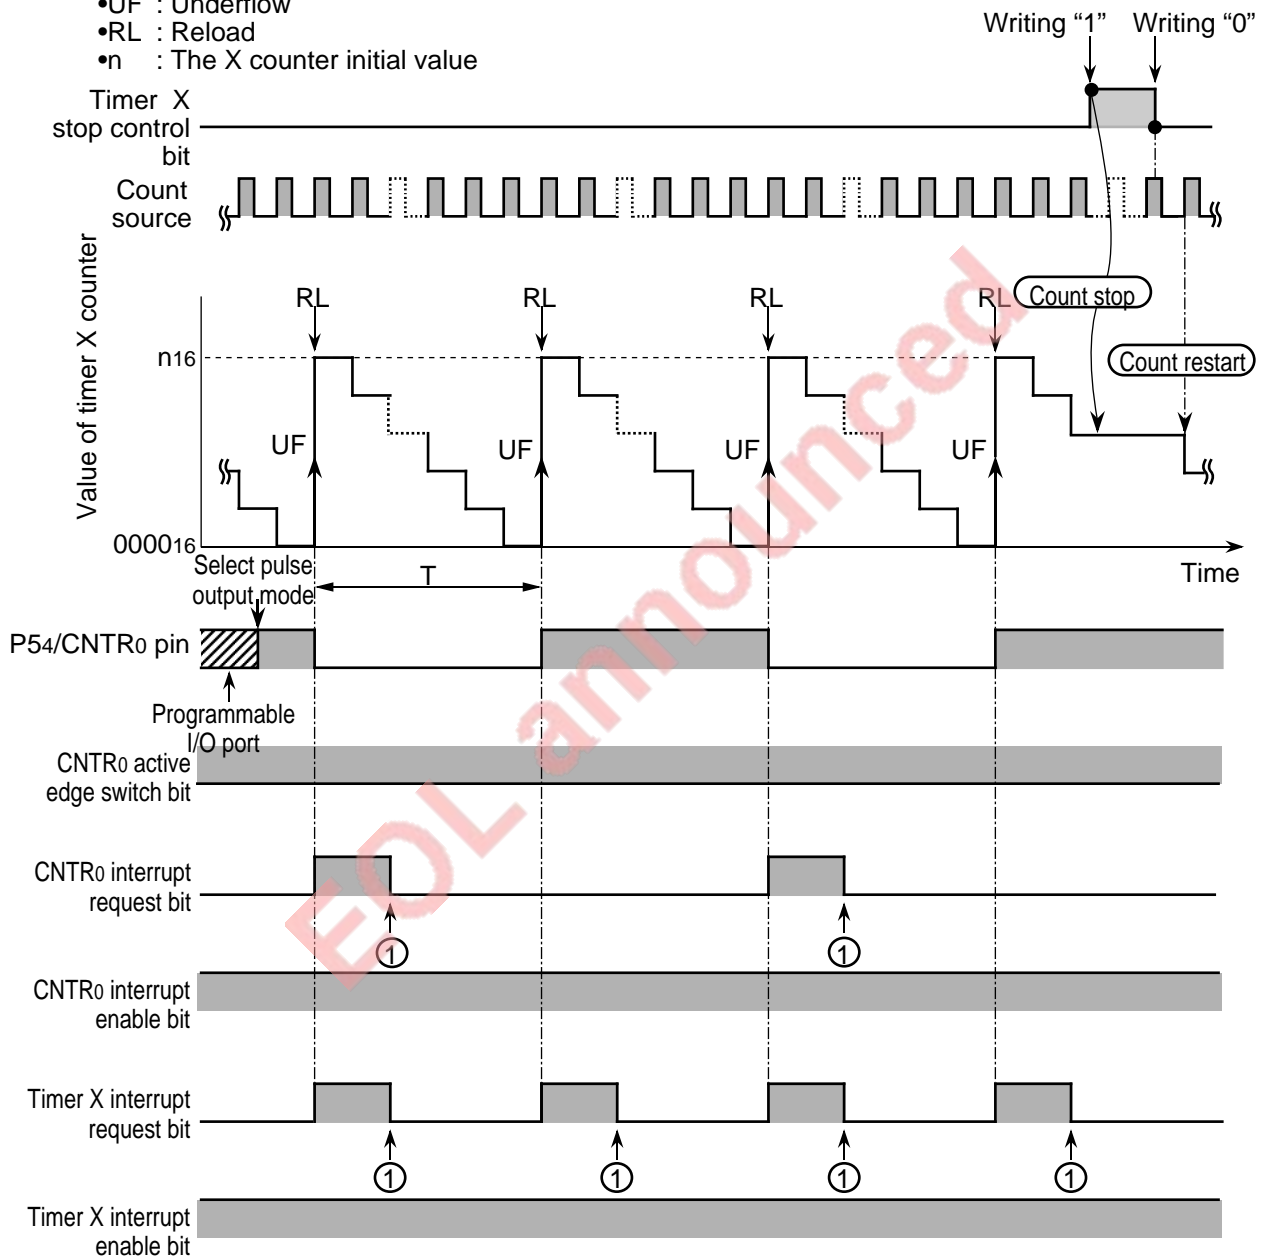 •UF : Underflow
•RL : Reload
•n : The X counter initial value
Writing “1” Writing “0”
Timer X
stop control
bit
Count
source
Value of timer X counter
RL RL RL RL
Count stop
n16
Count restart
UF UF UF UF
000016
Time
Select pulse
output mode
T
P54/CNTR0 pin
Programmable
I/O port
CNTR0 active
edge switch bit
CNTR0 interrupt
request bit
1 1
CNTR0 interrupt
enable bit
Timer X interrupt
request bit
1 1 1 1
Timer X interrupt
enable bit
EOL announced